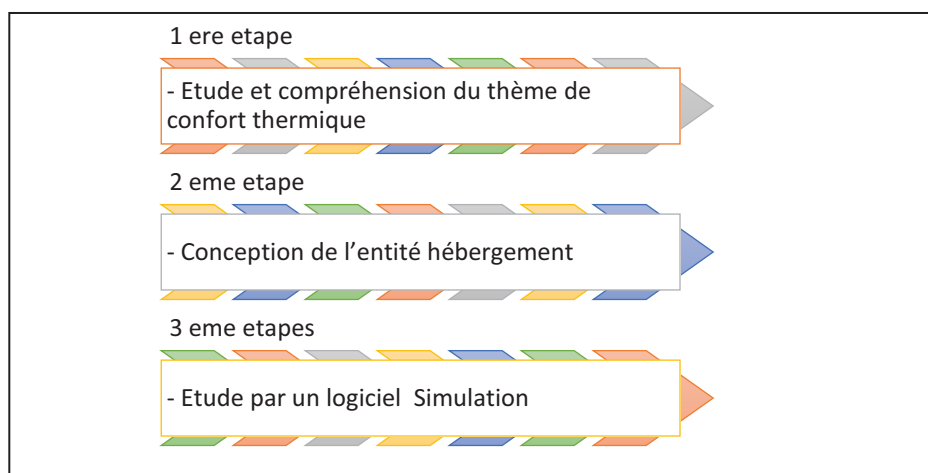 1 ere etape
- Etude et compréhension du thème de
confort thermique
2 eme etape
- Conception de l’entité hébergement
3 eme etapes
- Etude par un logiciel  Simulation